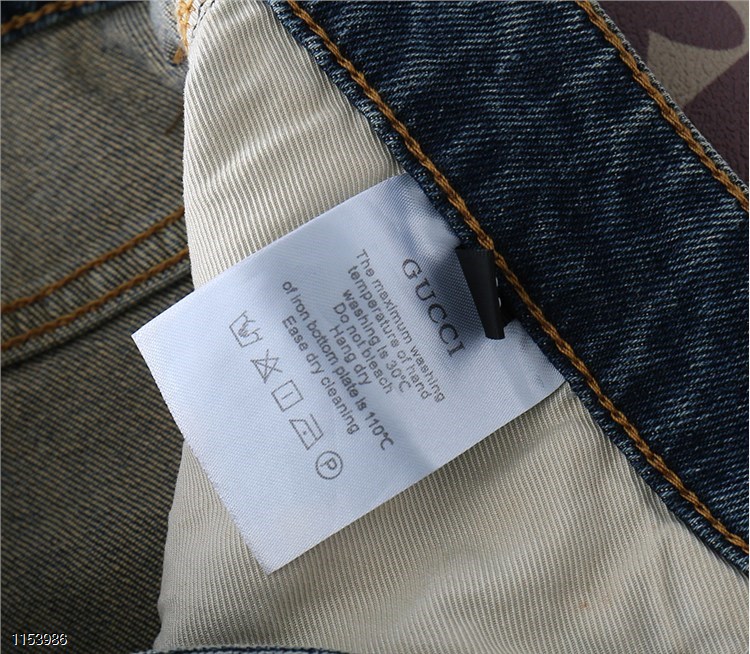 GUCCI
The maximum washing
temperature of hand
washing is 30℃
Do not bleach
Hang dry
of iron bottom plate is 110℃
Ease dry cleaning
P
1153986